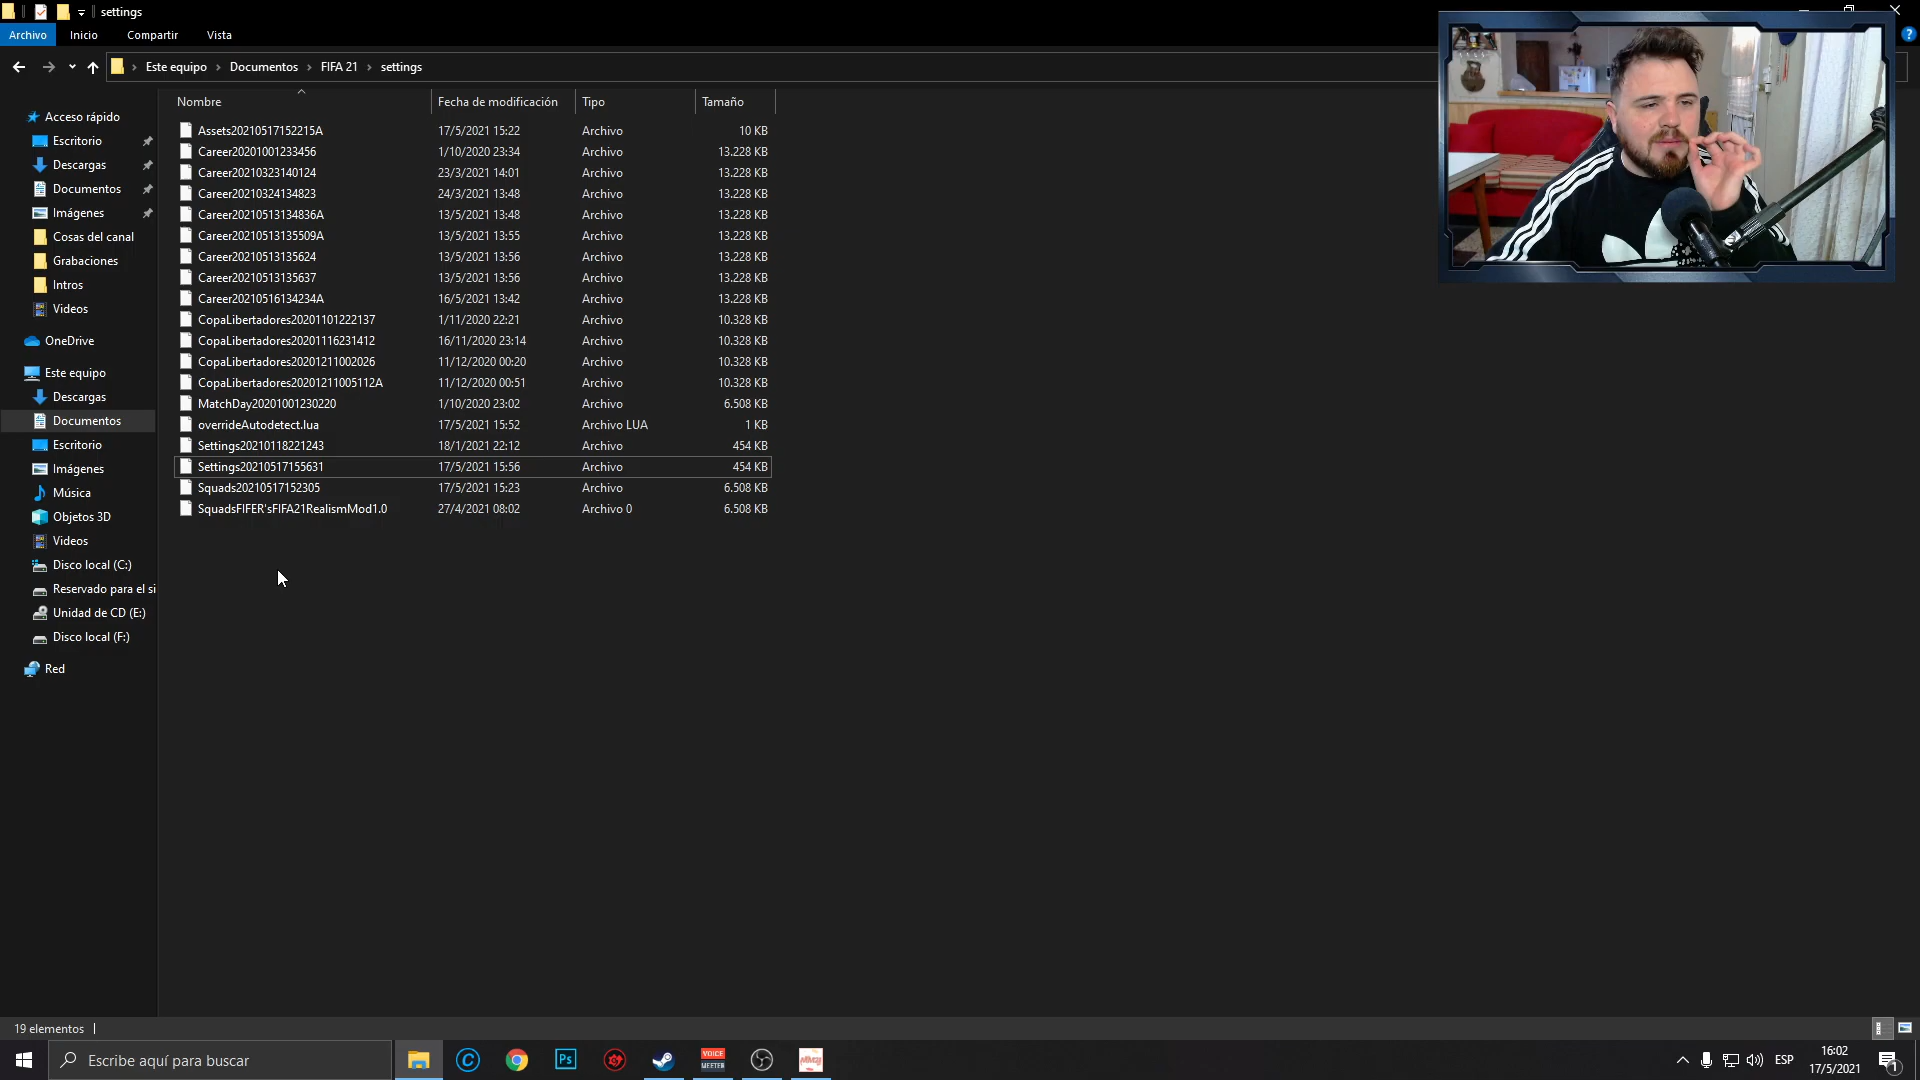 settings
Archivo Inicio Compartir Vista
Este equipo Documentos FIFA 21 settings
Nombre Fecha de modificación Tipo Tamaño
Acceso rápido
Escritorio
Descargas
Documentos
Imágenes
Cosas del canal
Grabaciones
Intros
Videos
OneDrive
Este equipo
Descargas
Documentos
Escritorio
Imágenes
Música
Objetos 3D
Videos
Disco local (C:)
Reservado para el si
Unidad de CD (E:)
Disco local (F:)
Red
Assets20210517152215A 17/5/2021 15:22 Archivo 10 KB
Career20201001233456 1/10/2020 23:34 Archivo 13.228 KB
Career20210323140124 23/3/2021 14:01 Archivo 13.228 KB
Career20210324134823 24/3/2021 13:48 Archivo 13.228 KB
Career20210513134836A 13/5/2021 13:48 Archivo 13.228 KB
Career20210513135509A 13/5/2021 13:55 Archivo 13.228 KB
Career20210513135624 13/5/2021 13:56 Archivo 13.228 KB
Career20210513135637 13/5/2021 13:56 Archivo 13.228 KB
Career20210516134234A 16/5/2021 13:42 Archivo 13.228 KB
CopaLibertadores20201101222137 1/11/2020 22:21 Archivo 10.328 KB
CopaLibertadores20201116231412 16/11/2020 23:14 Archivo 10.328 KB
CopaLibertadores20201211002026 11/12/2020 00:20 Archivo 10.328 KB
CopaLibertadores20201211005112A 11/12/2020 00:51 Archivo 10.328 KB
MatchDay20201001230220 1/10/2020 23:02 Archivo 6.508 KB
overrideAutodetect.lua 17/5/2021 15:52 Archivo LUA 1 KB
Settings20210118221243 18/1/2021 22:12 Archivo 454 KB
Settings20210517155631 17/5/2021 15:56 Archivo 454 KB
Squads20210517152305 17/5/2021 15:23 Archivo 6.508 KB
SquadsFIFER'sFIFA21RealismMod1.0 27/4/2021 08:02 Archivo 0 6.508 KB
19 elementos
Escribe aquí para buscar
Ps
VOICE
MEETER
ESP
16:02
17/5/2021
1